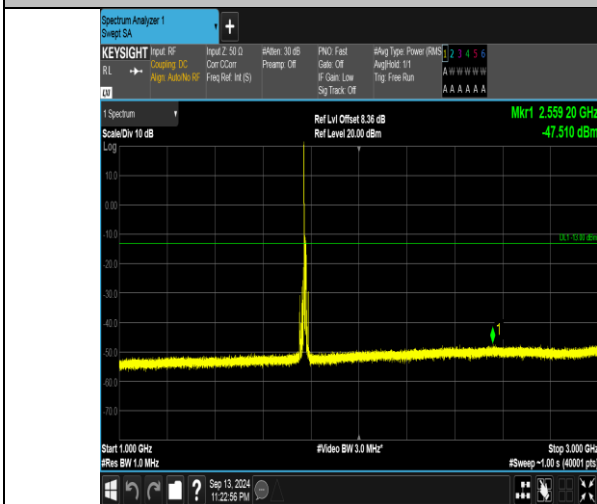 Spectrum Analyzer 1
Swept SA
+
KEYSIGHT
RL
LXI
Input: RF
Coupling: DC
Align: Auto/No RF
Input Z: 50 Ω
Corr CCorr
Freq Ref: Int (S)
#Atten: 30 dB
Preamp: Off
PNO: Fast
Gate: Off
IF Gain: Low
Sig Track: Off
#Avg Type: Power (RMS
Avg|Hold: 1/1
Trig: Free Run
1 2 3 4 5 6
A W W W W W
A A A A A A
1 Spectrum
Scale/Div 10 dB
Log
Ref Lvl Offset 8.36 dB
Ref Level 20.00 dBm
Mkr1 2.559 20 GHz
-47.510 dBm
10.0
0.00
-10.0
DL1 -13.00 dBm
-20.0
-30.0
-40.0
1
-50.0
-60.0
-70.0
Start 1.000 GHz
#Res BW 1.0 MHz
#Video BW 3.0 MHz*
Stop 3.000 GHz
#Sweep ~1.00 s (40001 pts)
?
Sep 13, 2024
11:22:56 PM